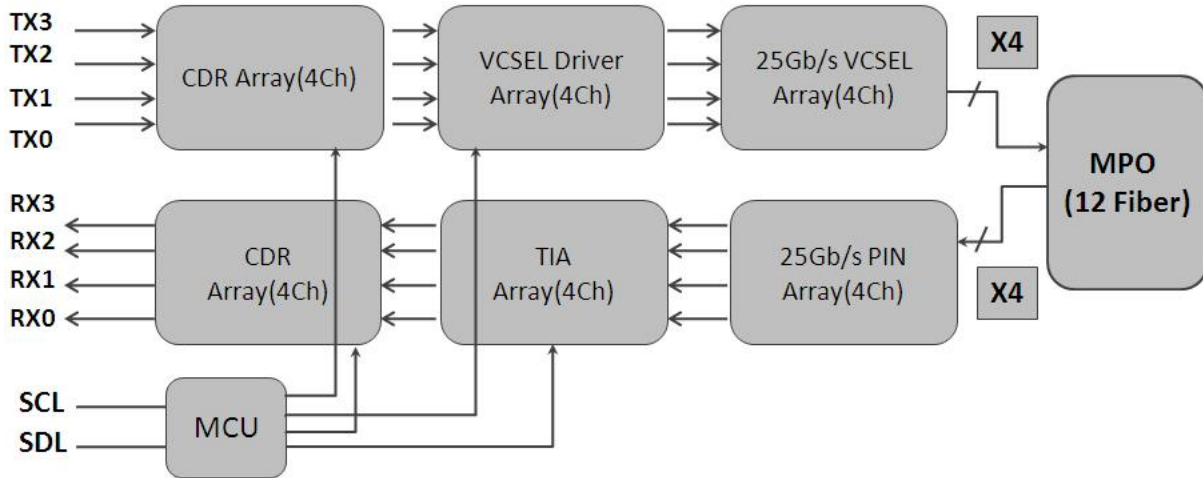 TX3
TX2
TX1
TX0
CDR Array(4Ch)
VCSEL Driver
Array(4Ch)
25Gb/s VCSEL
Array(4Ch)
X4
MPO
(12 Fiber)
RX3
RX2
RX1
RX0
CDR
Array(4Ch)
TIA
Array(4Ch)
25Gb/s PIN
Array(4Ch)
X4
SCL
SDL
MCU